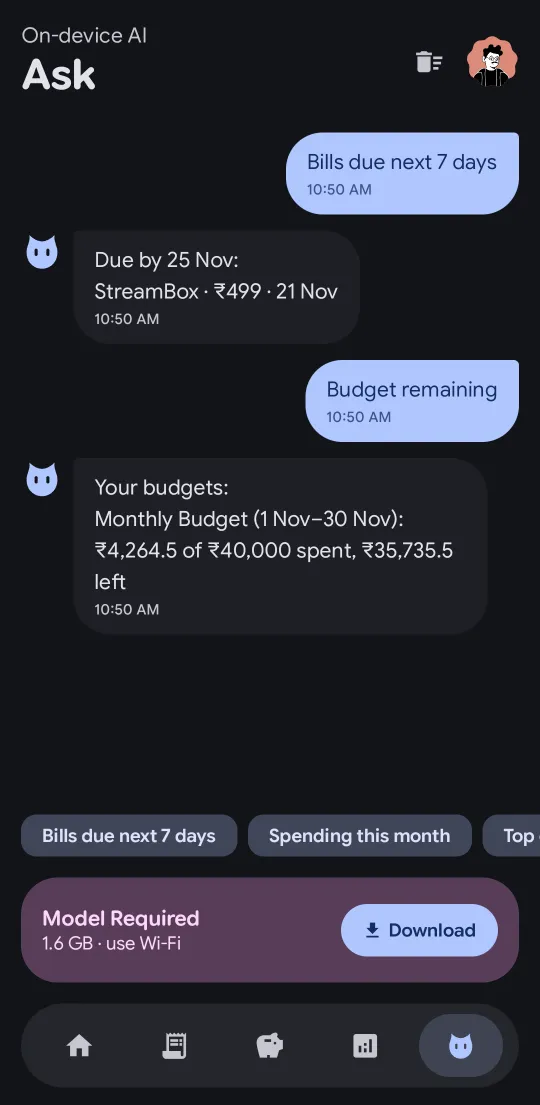 On-device AI
Ask
Bills due next 7 days
10:50 AM
Due by 25 Nov:
StreamBox · ₹499 · 21 Nov
10:50 AM
Budget remaining
10:50 AM
Your budgets:
Monthly Budget (1 Nov–30 Nov):
₹4,264.5 of ₹40,000 spent, ₹35,735.5
left
10:50 AM
Bills due next 7 days
Spending this month
Top
Model Required
1.6 GB · use Wi-Fi
Download